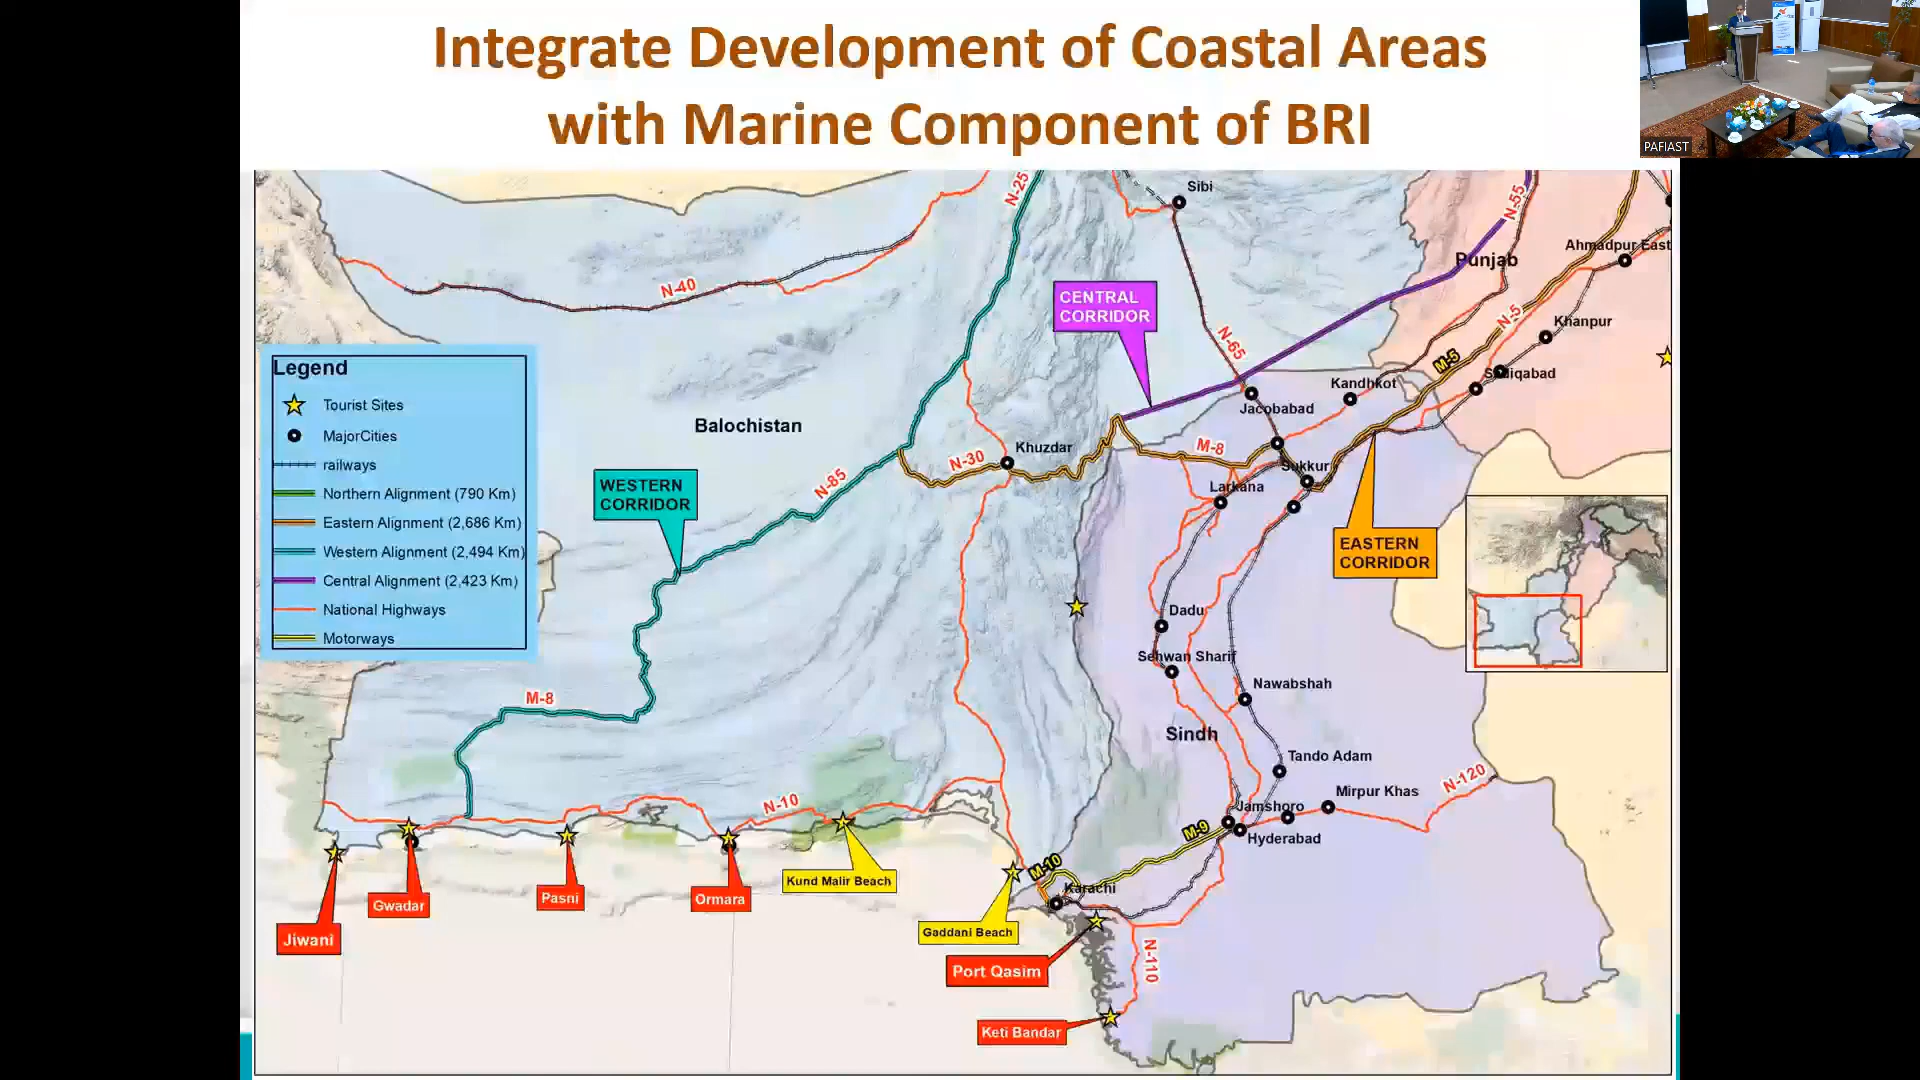 Integrate Development of Coastal Areas
with Marine Component of BRI
PAFIAST
Sibi
N-25
N-55
Ahmadpur East
Punjab
N-40
CENTRAL
CORRIDOR
N-65
N-5
Khanpur
M-5
Sadiqabad
Kandhkot
Jacobabad
Legend
Tourist Sites
MajorCities
railways
Northern Alignment (790 Km)
Eastern Alignment (2,686 Km)
Western Alignment (2,494 Km)
Central Alignment (2,423 Km)
National Highways
Motorways
Balochistan
Khuzdar
N-30
M-8
Sukkur
Larkana
N-85
WESTERN
CORRIDOR
EASTERN
CORRIDOR
Dadu
Sehwan Sharif
Nawabshah
M-8
Sindh
Tando Adam
N-120
Mirpur Khas
Jamshoro
Hyderabad
N-10
M-9
M-10
Karachi
Kund Malir Beach
Gwadar
Pasni
Ormara
Jiwani
Gaddani Beach
Port Qasim
N-110
Keti Bandar